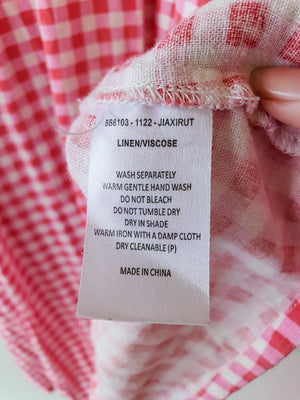 BB8103 - 1122 - JIAXIRUT
LINEN/VISCOSE
WASH SEPARATELY
WARM GENTLE HAND WASH
DO NOT BLEACH
DO NOT TUMBLE DRY
DRY IN SHADE
WARM IRON WITH A DAMP CLOTH
DRY CLEANABLE (P)
MADE IN CHINA